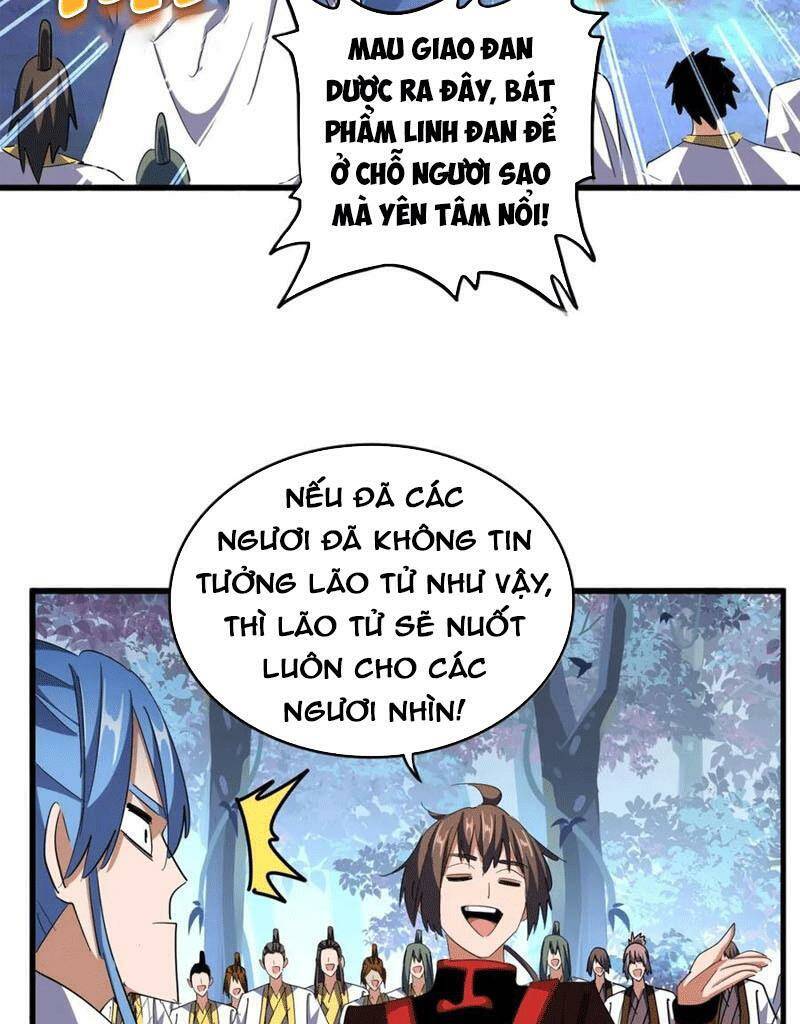 MAU GIAO ĐAN
DƯỢC RA ĐÂY, BÁT
PHẨM LINH ĐAN ĐỂ
Ở CHỖ NGƯƠI SAO
MÀ YÊN TÂM NỔI!
NẾU ĐÃ CÁC
NGƯƠI ĐÃ KHÔNG TIN
TƯỞNG LÃO TỬ NHƯ VẬY,
THÌ LÃO TỬ SẼ NUỐT
LUÔN CHO CÁC
NGƯƠI NHÌN!